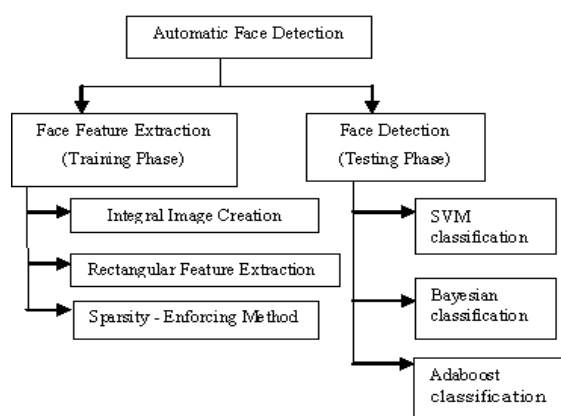 Automatic Face Detection
Face Feature Extraction
(Training Phase)
Integral Image Creation
Rectangular Feature Extraction
Sparsity - Enforcing Method
Face Detection
(Testing Phase)
SVM
classification
Bayesian
classification
Adaboost
classification